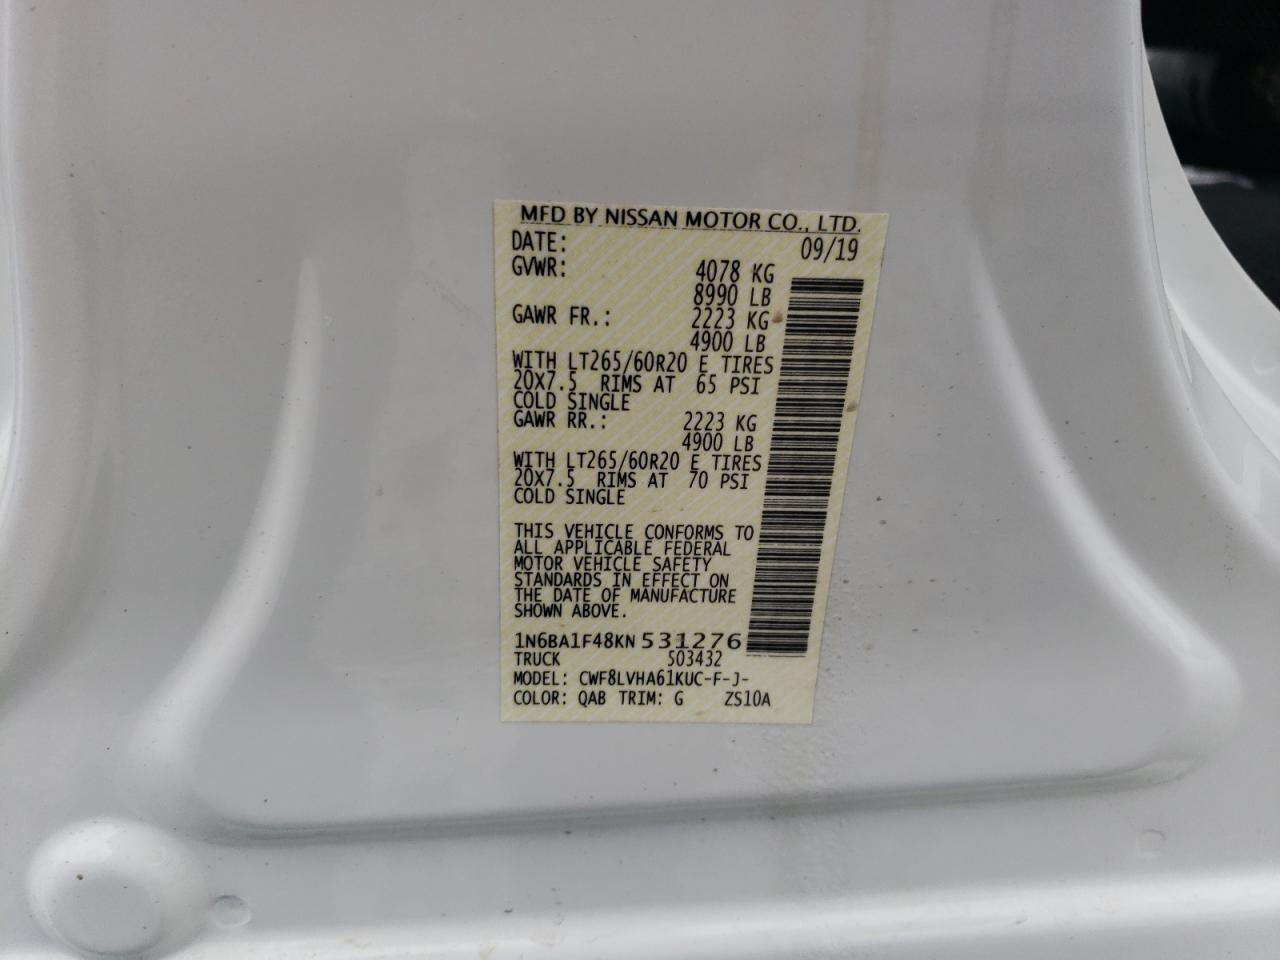 MFD BY NISSAN MOTOR CO., LTD.
DATE: 09/19
GVWR: 4078 KG
8990 LB
GAWR FR.: 2223 KG
4900 LB
WITH LT265/60R20 E TIRES
20X7.5 RIMS AT 65 PSI
COLD SINGLE
GAWR RR.: 2223 KG
4900 LB
WITH LT265/60R20 E TIRES
20X7.5 RIMS AT 70 PSI
COLD SINGLE
THIS VEHICLE CONFORMS TO
ALL APPLICABLE FEDERAL
MOTOR VEHICLE SAFETY
STANDARDS IN EFFECT ON
THE DATE OF MANUFACTURE
SHOWN ABOVE.
1N6BA1F48KN531276
TRUCK 503432
MODEL: CWF8LVHA61KUC-F-J-
COLOR: QAB TRIM: G ZS10A